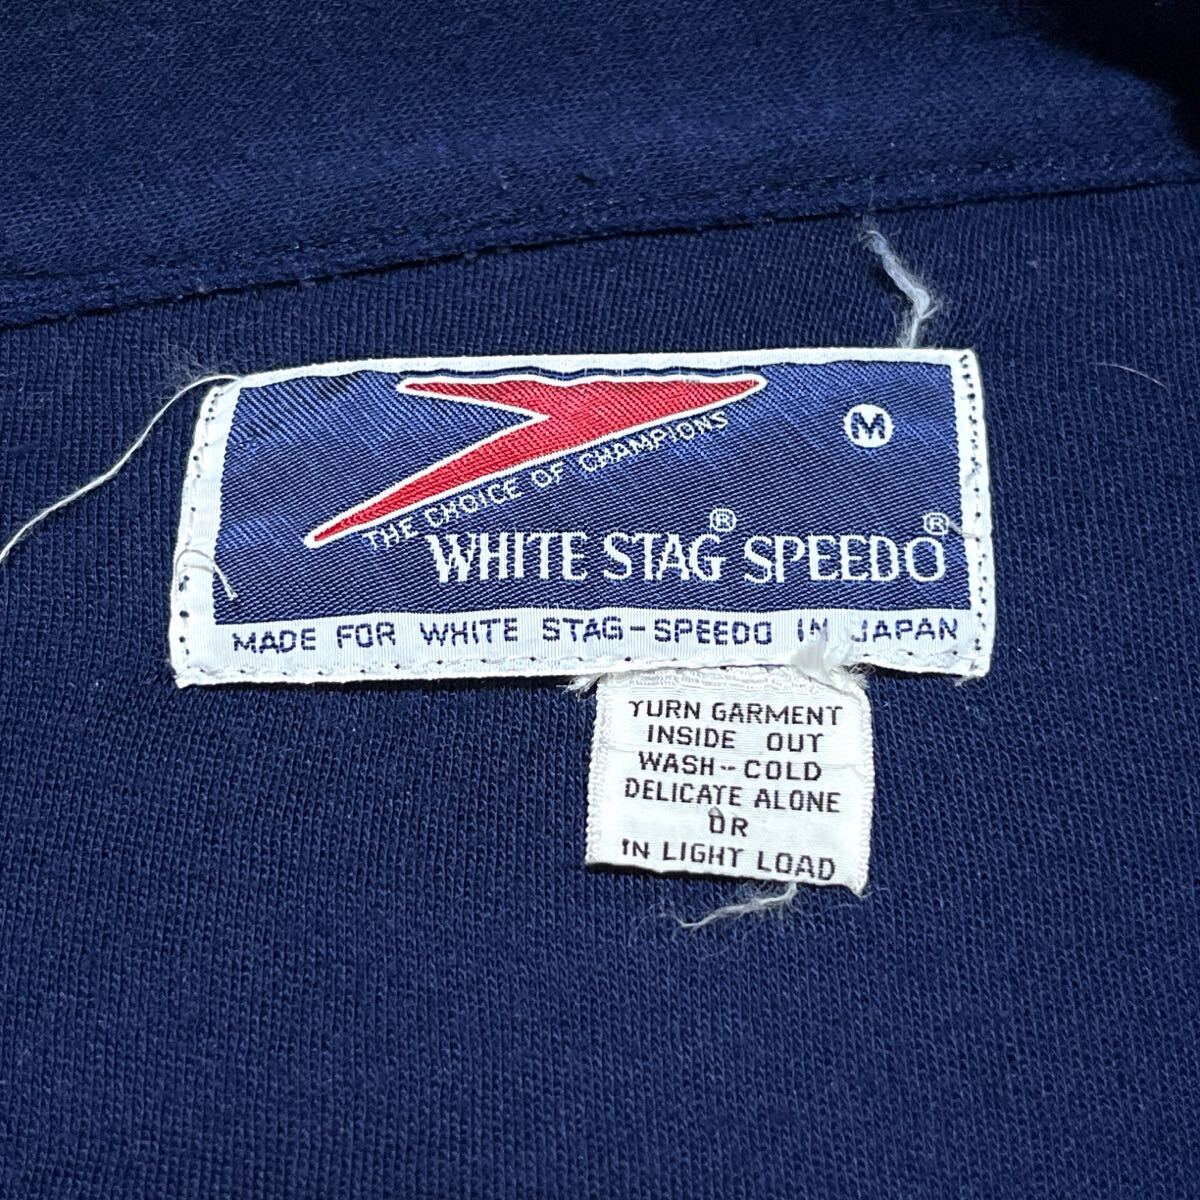 M
THE CHOICE OF CHAMPIONS
WHITE STAG® SPEEDO®
MADE FOR WHITE STAG-SPEEDO IN JAPAN
TURN GARMENT
INSIDE OUT
WASH-COLD
DELICATE ALONE
OR
IN LIGHT LOAD